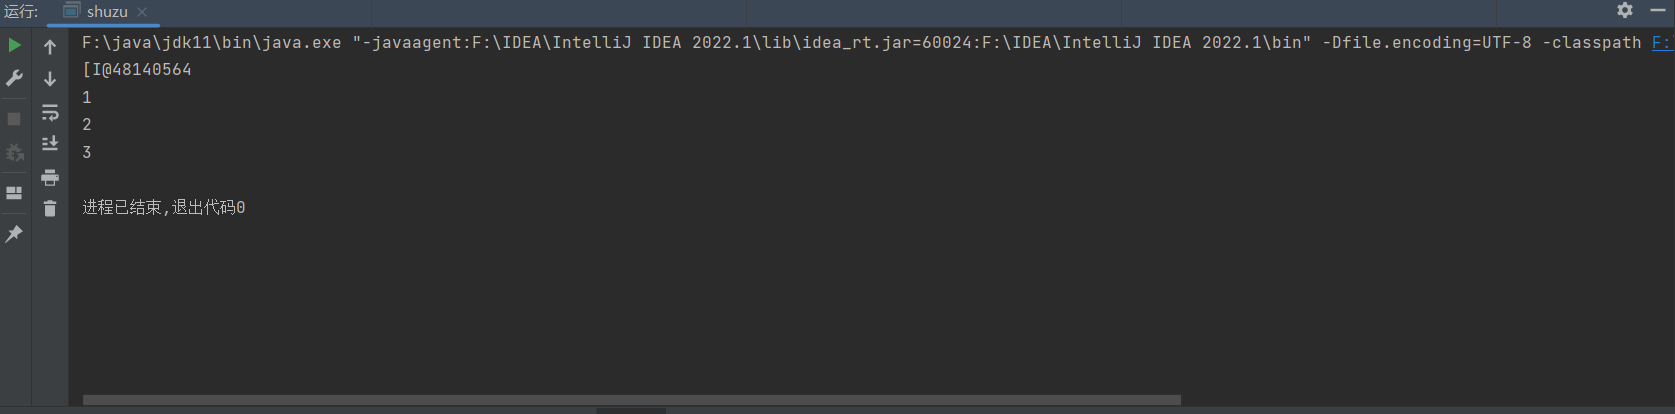 运行: shuzu
F:\java\jdk11\bin\java.exe "-javaagent:F:\IDEA\IntelliJ IDEA 2022.1\lib\idea_rt.jar=60024:F:\IDEA\IntelliJ IDEA 2022.1\bin" -Dfile.encoding=UTF-8 -classpath F:
[I@48140564
1
2
3
进程已结束,退出代码0